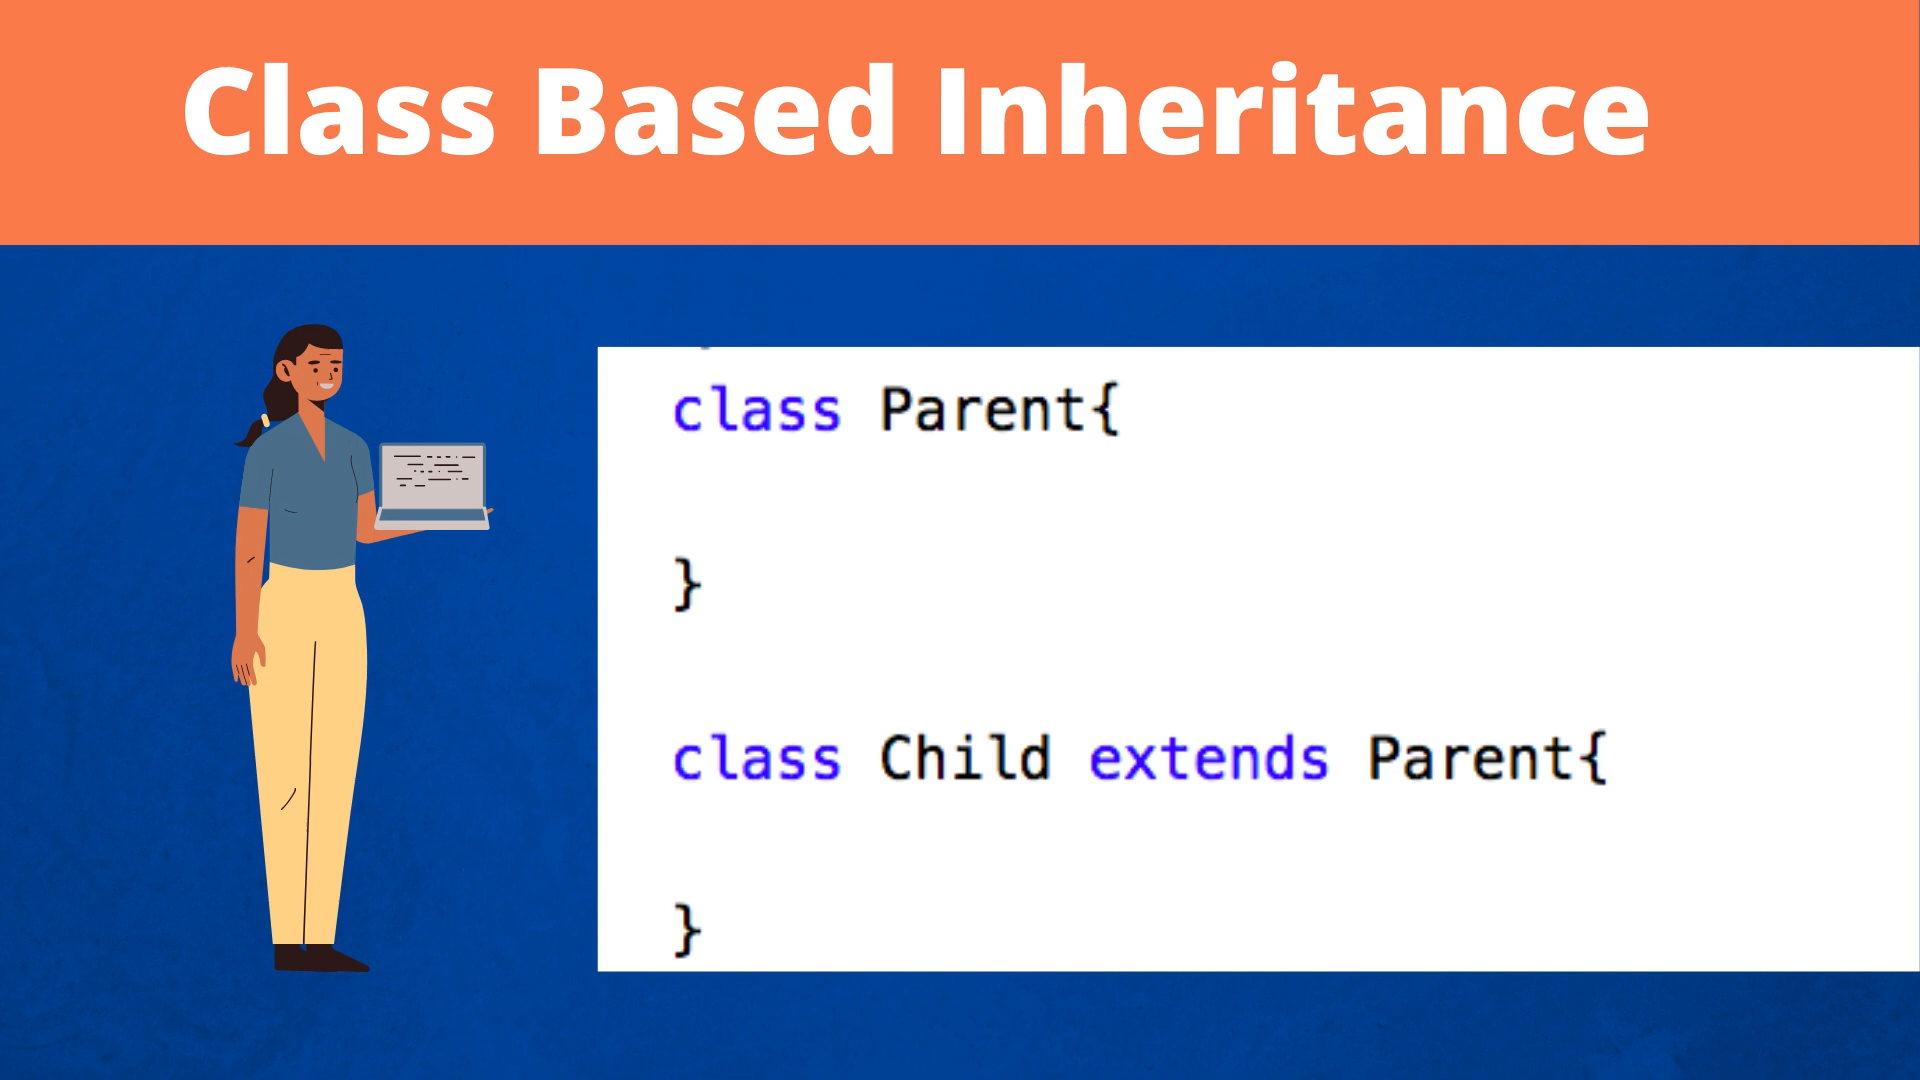 Class Based Inheritance
class Parent{
}
class Child extends Parent{
}